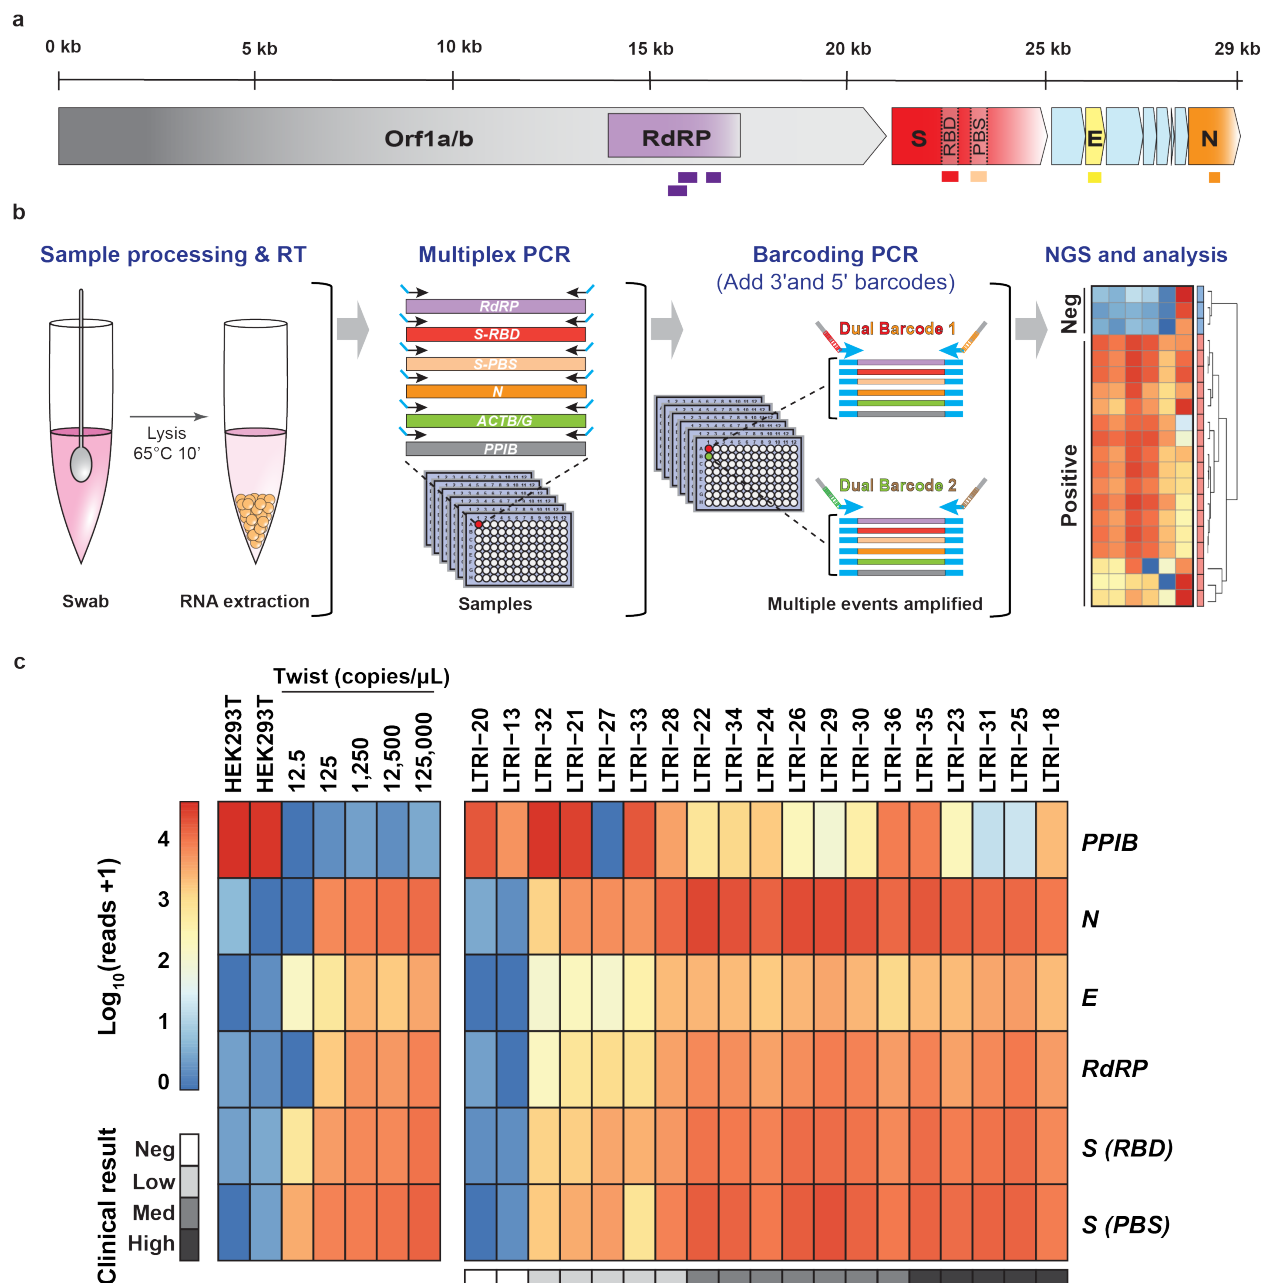 a
0 kb
5 kb
10 kb
15 kb
20 kb
25 kb
29 kb
Orf1a/b
RdRP
S
RBD
PBS
E
N
b
Sample processing & RT
Multiplex PCR
Barcoding PCR
(Add 3'and 5' barcodes)
NGS and analysis
Lysis
65°C 10’
Swab
RNA extraction
RdRP
S-RBD
S-PBS
N
ACTB/G
PPIB
Samples
Dual Barcode 1
Dual Barcode 2
Multiple events amplified
Neg
Positive
c
Twist (copies/µL)
HEK293T
HEK293T
12.5
125
1,250
12,500
125,000
LTRI−20
LTRI−13
LTRI−32
LTRI−21
LTRI−27
LTRI−33
LTRI−28
LTRI−22
LTRI−34
LTRI−24
LTRI−26
LTRI−29
LTRI−30
LTRI−36
LTRI−35
LTRI−23
LTRI−31
LTRI−25
LTRI−18
Log10(reads +1)
4
3
2
1
0
PPIB
N
E
RdRP
S (RBD)
S (PBS)
Clinical result
Neg
Low
Med
High